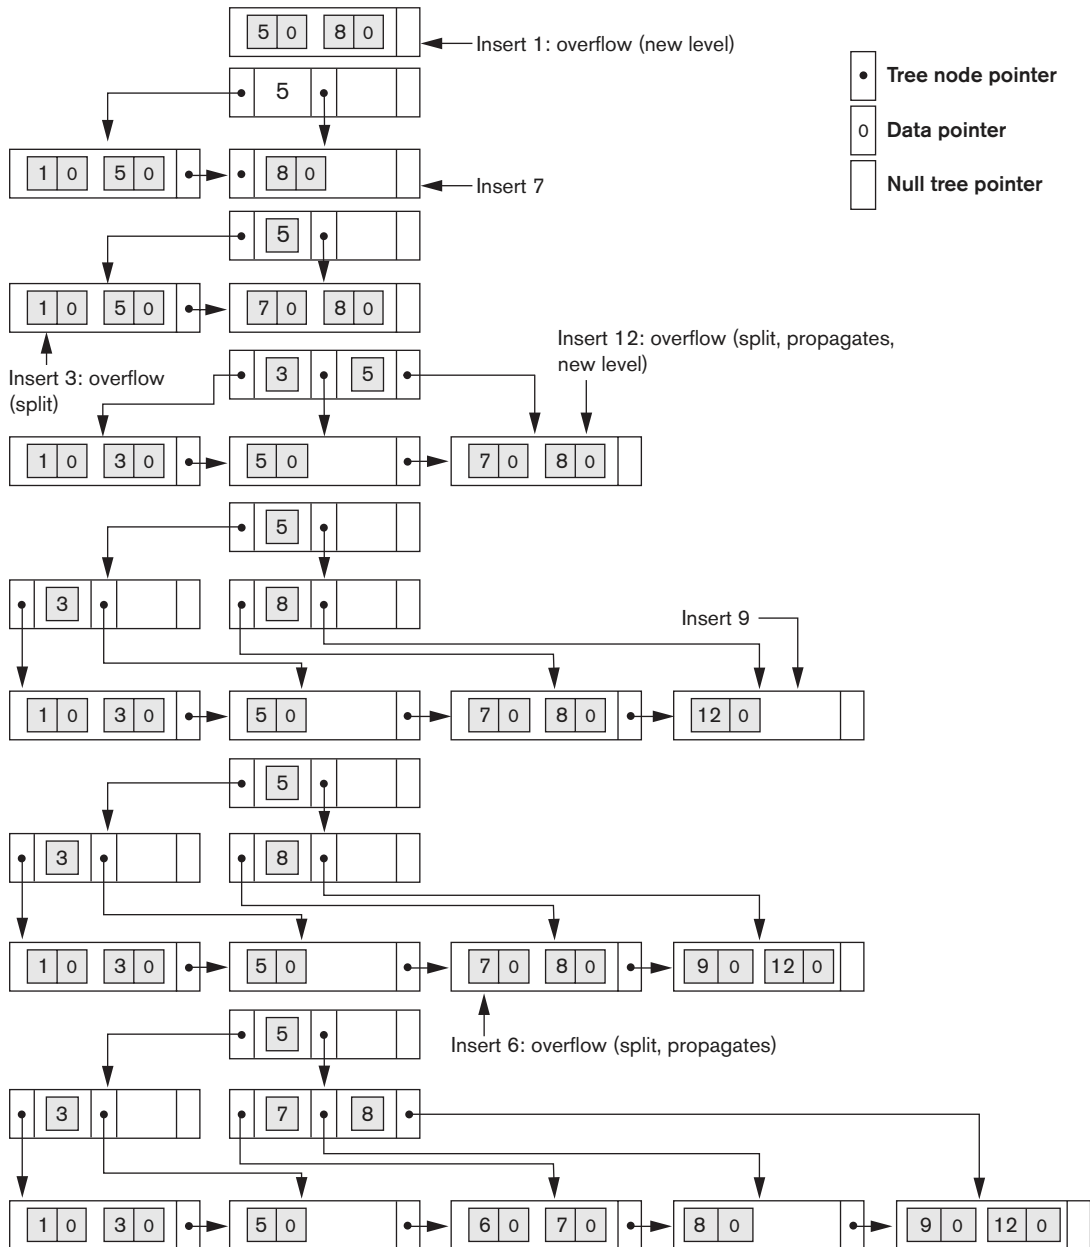 5 0 8 0
Insert 1: overflow (new level)
Tree node pointer
5
0 Data pointer
1 0 5 0 8 0
Insert 7
Null tree pointer
5
1 0 5 0 7 0 8 0
Insert 12: overflow (split, propagates,
new level)
Insert 3: overflow
(split)
3 5
1 0 3 0 5 0 7 0 8 0
5
3 8
Insert 9
1 0 3 0 5 0 7 0 8 0 12 0
5
3 8
1 0 3 0 5 0 7 0 8 0 9 0 12 0
5
Insert 6: overflow (split, propagates)
3 7 8
1 0 3 0 5 0 6 0 7 0 8 0 9 0 12 0